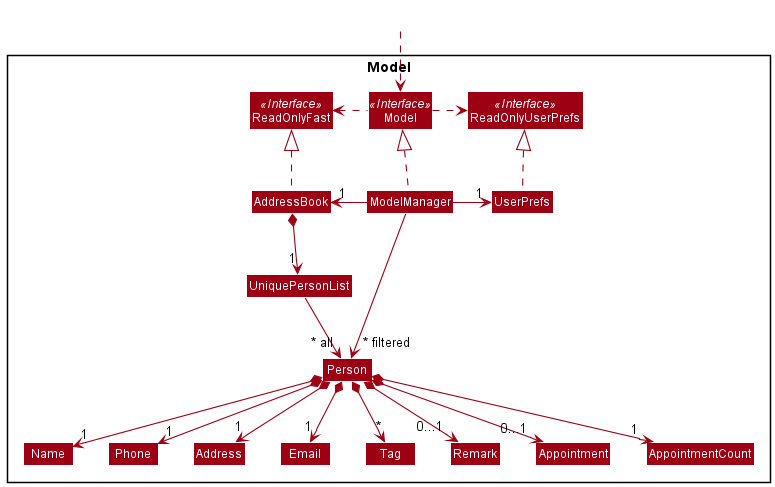 Model
«Interface»
ReadOnlyFast
«Interface»
Model
«Interface»
ReadOnlyUserPrefs
AddressBook
1
ModelManager
1
UserPrefs
1
UniquePersonList
* all
* filtered
Person
1
1
1
1
*
0...1
0...1
1
Name
Phone
Address
Email
Tag
Remark
Appointment
AppointmentCount